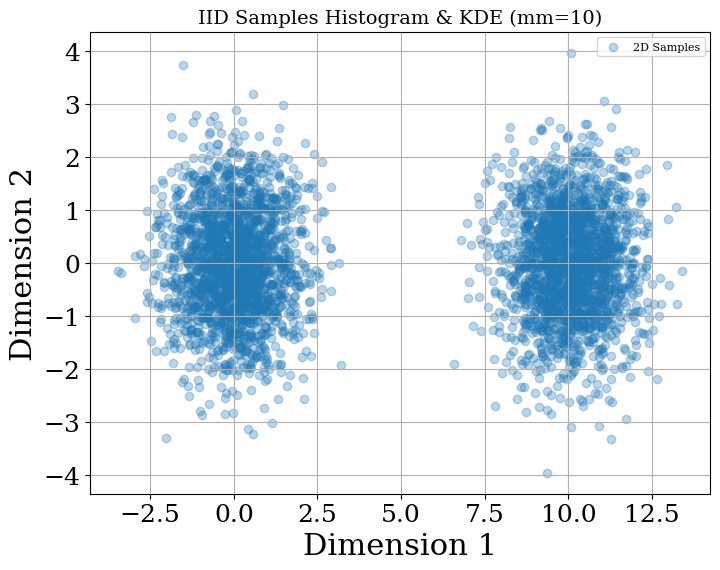 IID Samples Histogram & KDE (mm=10)
2D Samples
Dimension 2
4
3
2
1
0
−1
−2
−3
−4
−2.5 0.0 2.5 5.0 7.5 10.0 12.5
Dimension 1